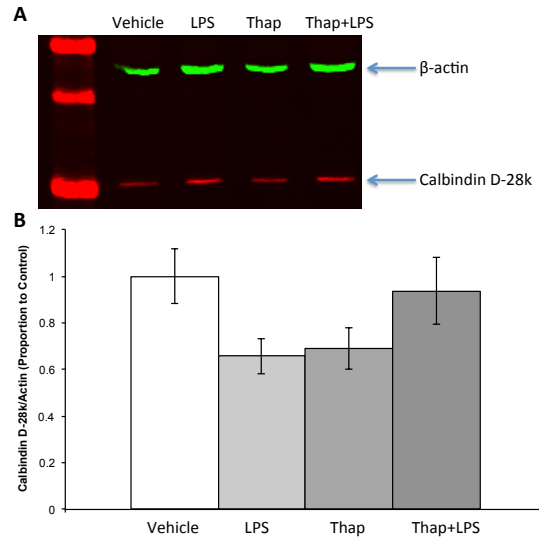 A
Vehicle LPS Thap Thap+LPS
β-actin
Calbindin D-28k
B
Calbindin D-28k/Actin (Proportion to Control)
1.2
1
0.8
0.6
0.4
0.2
0
Vehicle LPS Thap Thap+LPS